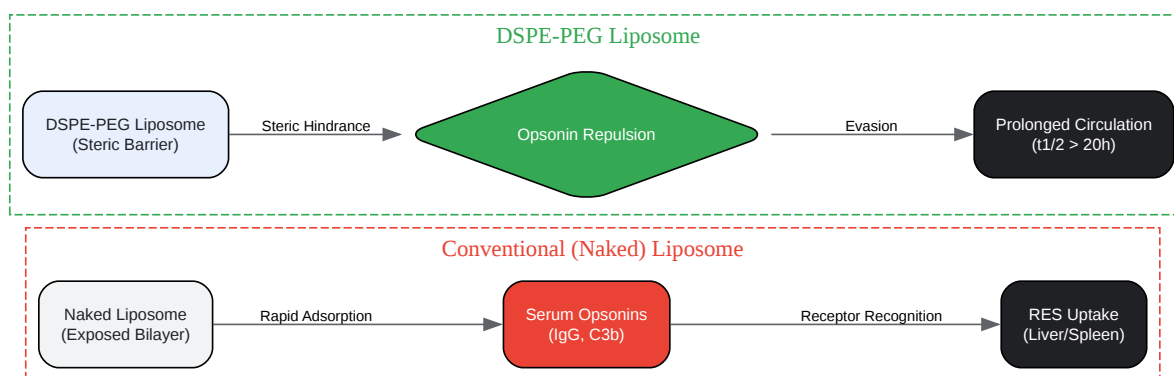 DSPE-PEG Liposome
DSPE-PEG Liposome
(Steric Barrier)
Steric Hindrance
Opsonin Repulsion
Evasion
Prolonged Circulation
(t1/2 > 20h)
Conventional (Naked) Liposome
Naked Liposome
(Exposed Bilayer)
Rapid Adsorption
Serum Opsonins
(IgG, C3b)
Receptor Recognition
RES Uptake
(Liver/Spleen)